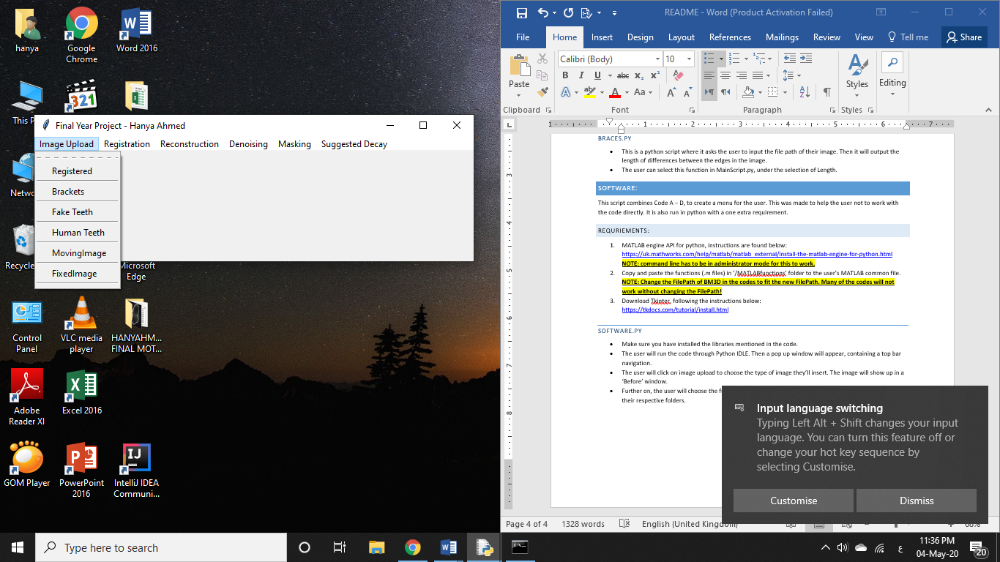 hanya
Google
Chrome
Word 2016
This P
Netwo
Recycle
Microsoft
Edge
Control
Panel
VLC media
player
HANYAHM...
FINAL MOT...
Adobe
Reader XI
Excel 2016
GOM Player
PowerPoint
2016
IntelliJ IDEA
Communi...
321
Final Year Project - Hanya Ahmed
Image Upload Registration Reconstruction Denoising Masking Suggested Decay
Registered
Brackets
Fake Teeth
Human Teeth
MovingImage
FixedImage
README - Word (Product Activation Failed)
File Home Insert Design Layout References Mailings Review View Tell me Share
Calibri (Body) 10
Paste
Styles
Editing
Clipboard Font Paragraph Styles
1 1 2 3 4 5 6 7
3
4
5
6
7
8
BRACES.PY
• This is a python script where it asks the user to input the file path of their image. Then it will output the
length of differences between the edges in the image.
• The user can select this function in MainScript.py, under the selection of Length.
SOFTWARE:
This script combines Code A – D, to create a menu for the user. This was made to help the user not to work with
the code directly. It is also run in python with a one extra requirement.
REQURIEMENTS:
1. MATLAB engine API for python, instructions are found below:
https://uk.mathworks.com/help/matlab/matlab_external/install-the-matlab-engine-for-python.html
NOTE: command line has to be in administrator mode for this to work.
2. Copy and paste the functions (.m files) in ‘/MATLABfunctions’ folder to the user’s MATLAB common file.
NOTE: Change the FilePath of BM3D in the codes to fit the new FilePath. Many of the codes will not
work without changing the FilePath!
3. Download Tkinter, following the instructions below:
https://tkdocs.com/tutorial/install.html
SOFTWARE.PY
• Make sure you have installed the libraries mentioned in the code.
• The user will run the code through Python IDLE. Then a pop up window will appear, containing a top bar
navigation.
• The user will click on image upload to choose the type of image they’ll insert. The image will show up in a
‘Before’ window.
• Further on, the user will choose the f
their respective folders.
Input language switching
Typing Left Alt + Shift changes your input
language. You can turn this feature off or
change your hot key sequence by
selecting Customise.
Customise Dismiss
Page 4 of 4 1328 words English (United Kingdom)
Type here to search
ع
11:36 PM
04-May-20
20